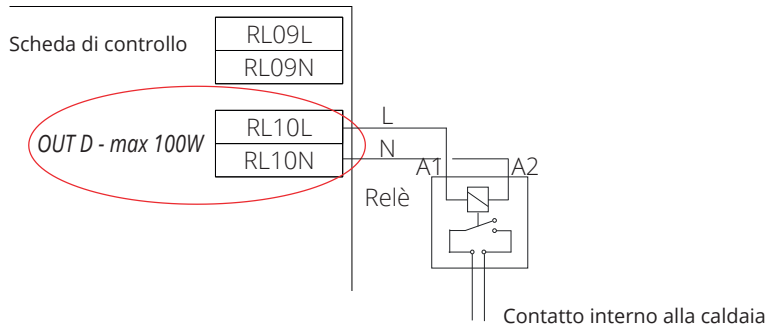 Scheda di controllo
RL09L
RL09N
OUT D - max 100W
RL10L
RL10N
L
N
A1
A2
Relè
Contatto interno alla caldaia